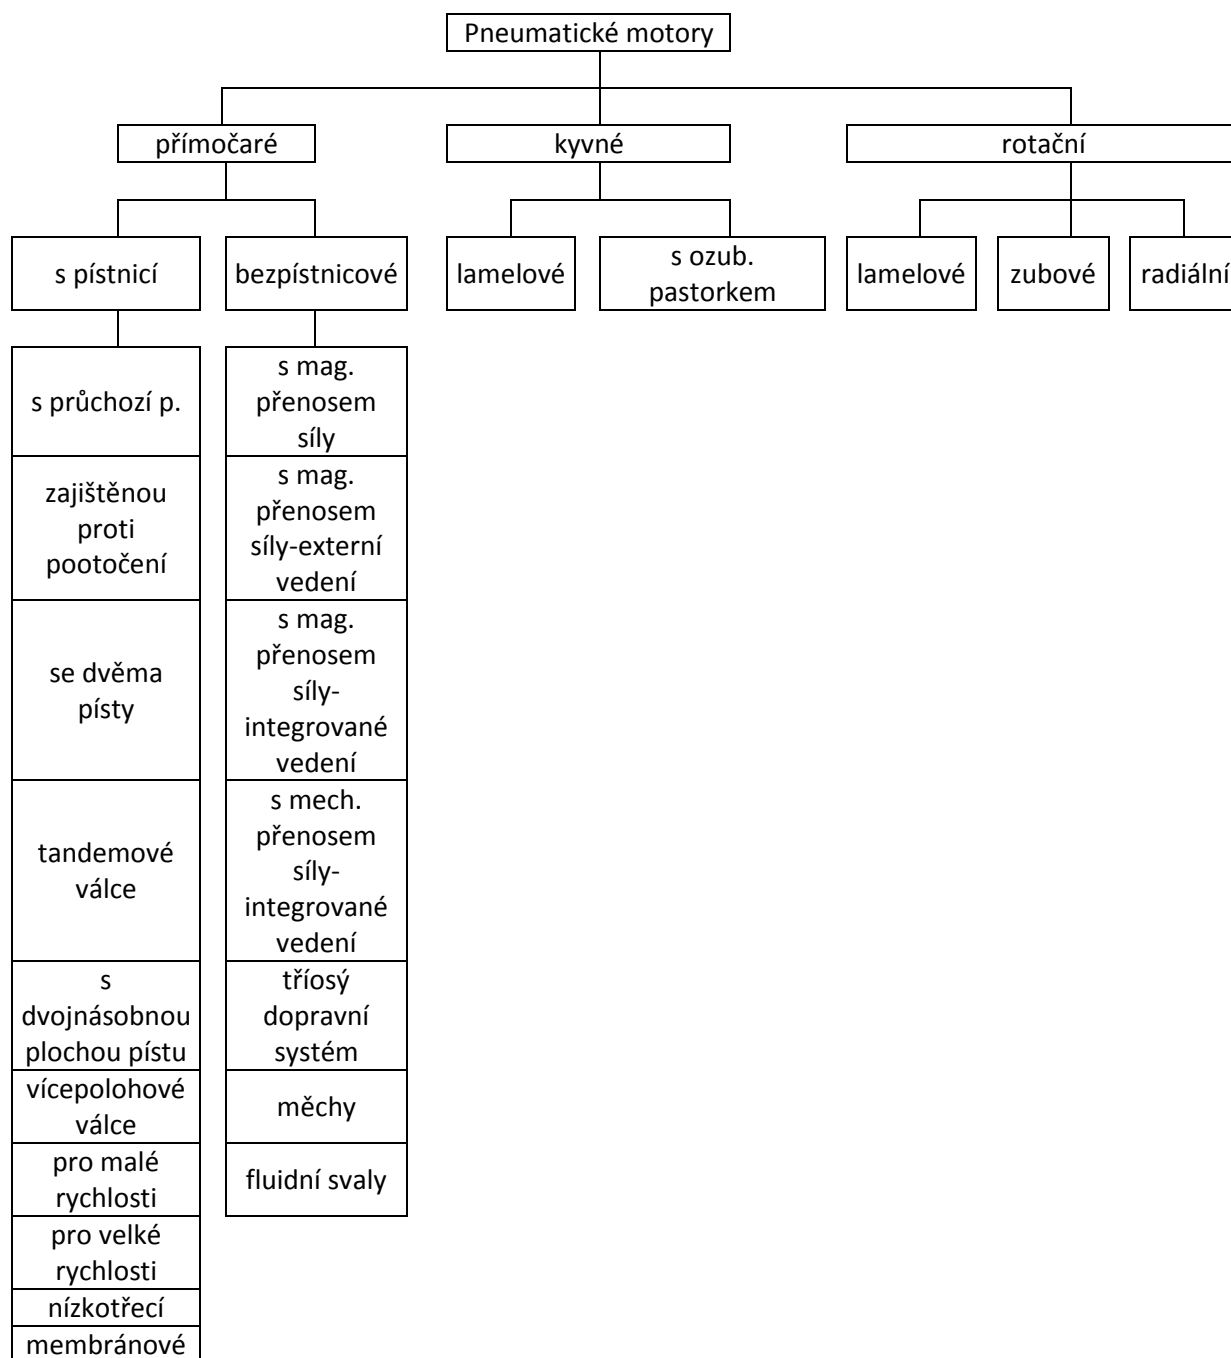 Pneumatické motory
přímočaré
kyvné
rotační
s pístnicí
bezpístnicové
lamelové
s ozub.
pastorkem
lamelové
zubové
radiální
s průchozí p.
zajištěnou
proti
pootočení
se dvěma
písty
tandemové
válce
s
dvojnásobnou
plochou pístu
vícepolohové
válce
pro malé
rychlosti
pro velké
rychlosti
nízkotřecí
membránové
s mag.
přenosem
síly
s mag.
přenosem
síly-externí
vedení
s mag.
přenosem
síly-
integrované
vedení
s mech.
přenosem
síly-
integrované
vedení
tříosý
dopravní
systém
měchy
fluidní svaly